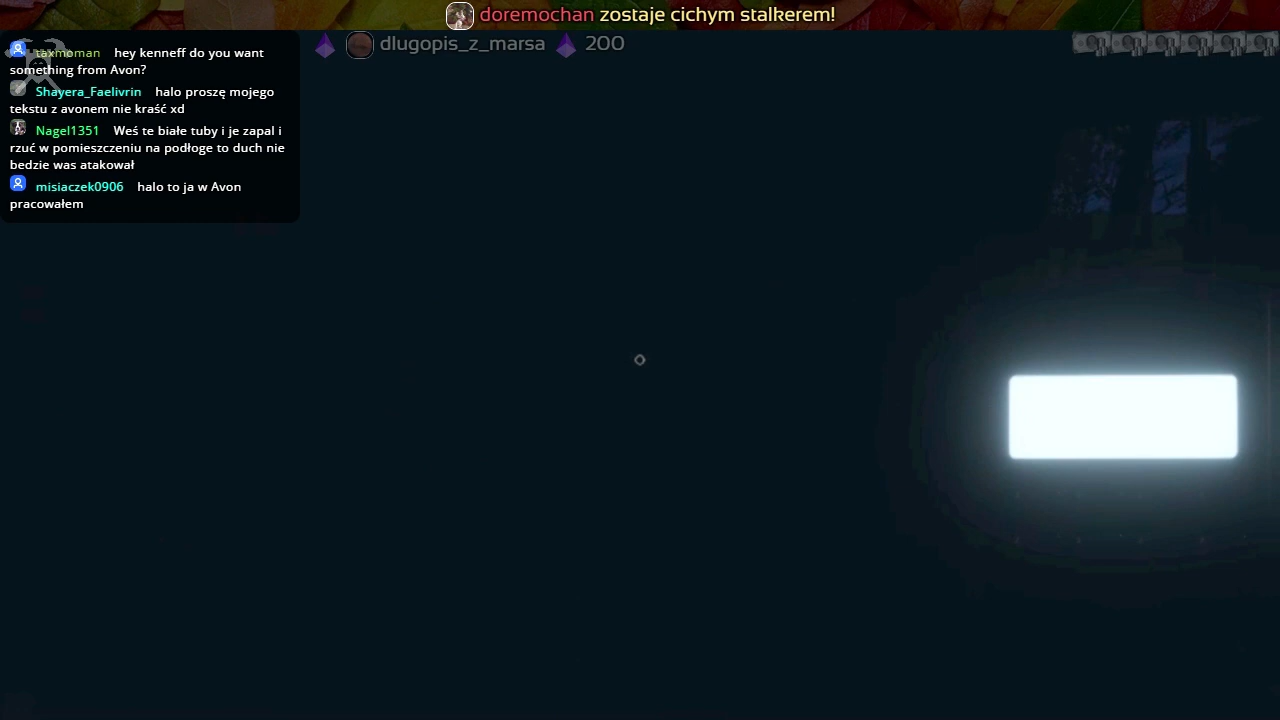 doremochan zostaje cichym stalkerem!
dlugopis_z_marsa 200
taxmoman hey kenneff do you want
something from Avon?
Shayera_Faelivrin halo proszę mojego
tekstu z avonem nie kraść xd
Nagel1351 Weś te białe tuby i je zapal i
rzuć w pomieszczeniu na podłoge to duch nie
bedzie was atakował
misiaczek0906 halo to ja w Avon
pracowałem